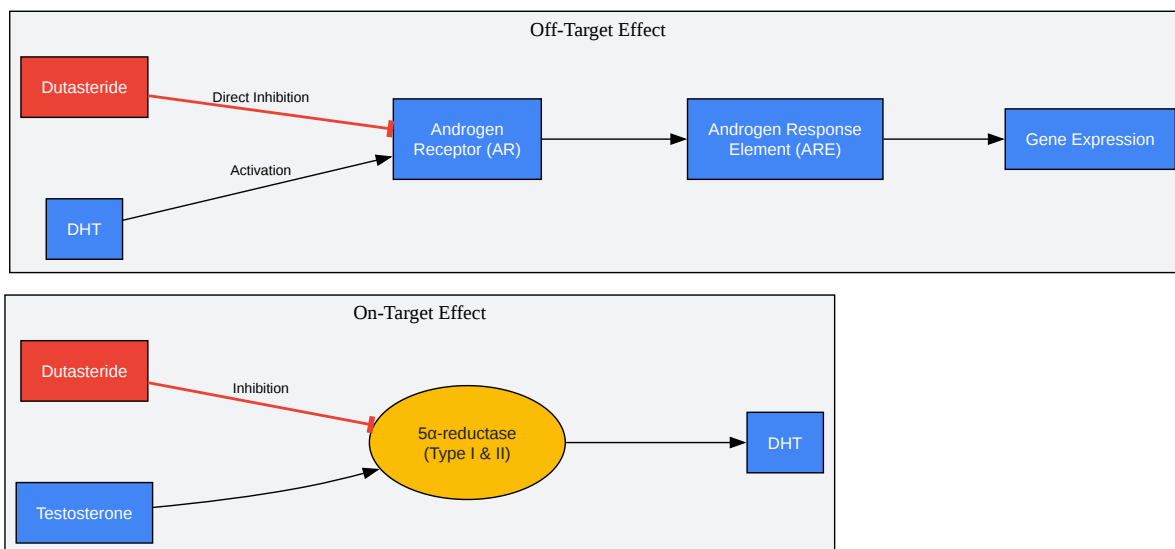 Off-Target Effect
Dutasteride
Direct Inhibition
Androgen
Receptor (AR)
Androgen Response
Element (ARE)
Gene Expression
Activation
DHT
On-Target Effect
Dutasteride
Inhibition
5α-reductase
(Type I & II)
DHT
Testosterone